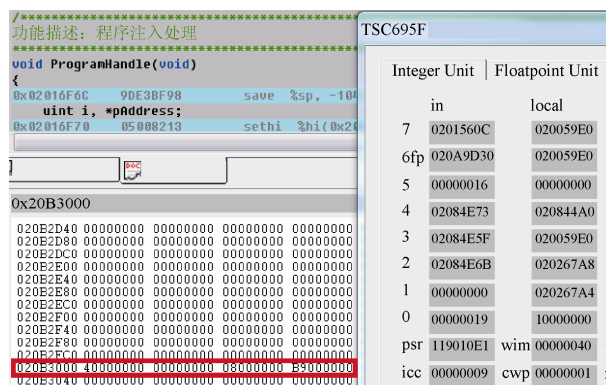 /************************************************
功能描述：程序注入处理
************************************************
void ProgramHandle(void)
{
0x02016F6C 9DE3BF98 save %sp, -104
uint i, *pAddress;
0x02016F70 05008213 sethi %hi(0x20
0x20B3000
020B2D40 00000000 00000000 00000000 00000000
020B2D80 00000000 00000000 00000000 00000000
020B2DC0 00000000 00000000 00000000 00000000
020B2E00 00000000 00000000 00000000 00000000
020B2E40 00000000 00000000 00000000 00000000
020B2E80 00000000 00000000 00000000 00000000
020B2EC0 00000000 00000000 00000000 00000000
020B2F00 00000000 00000000 00000000 00000000
020B2F40 00000000 00000000 00000000 00000000
020B2F80 00000000 00000000 00000000 00000000
020B2FC0 00000000 00000000 00000000 00000000
020B3000 40000000 00000000 08000000 B9000000
020B3040 00000000 00000000 00000000 00000000
TSC695F
Integer Unit Floatpoint Unit
in local
7 0201560C 020059E0
6fp 020A9D30 020059E0
5 00000016 00000000
4 02084E73 020844A0
3 02084E5F 020059E0
2 02084E6B 020267A8
1 00000000 020267A4
0 00000019 10000000
psr 119010E1 wim 00000040
icc 00000009 cwp 00000001